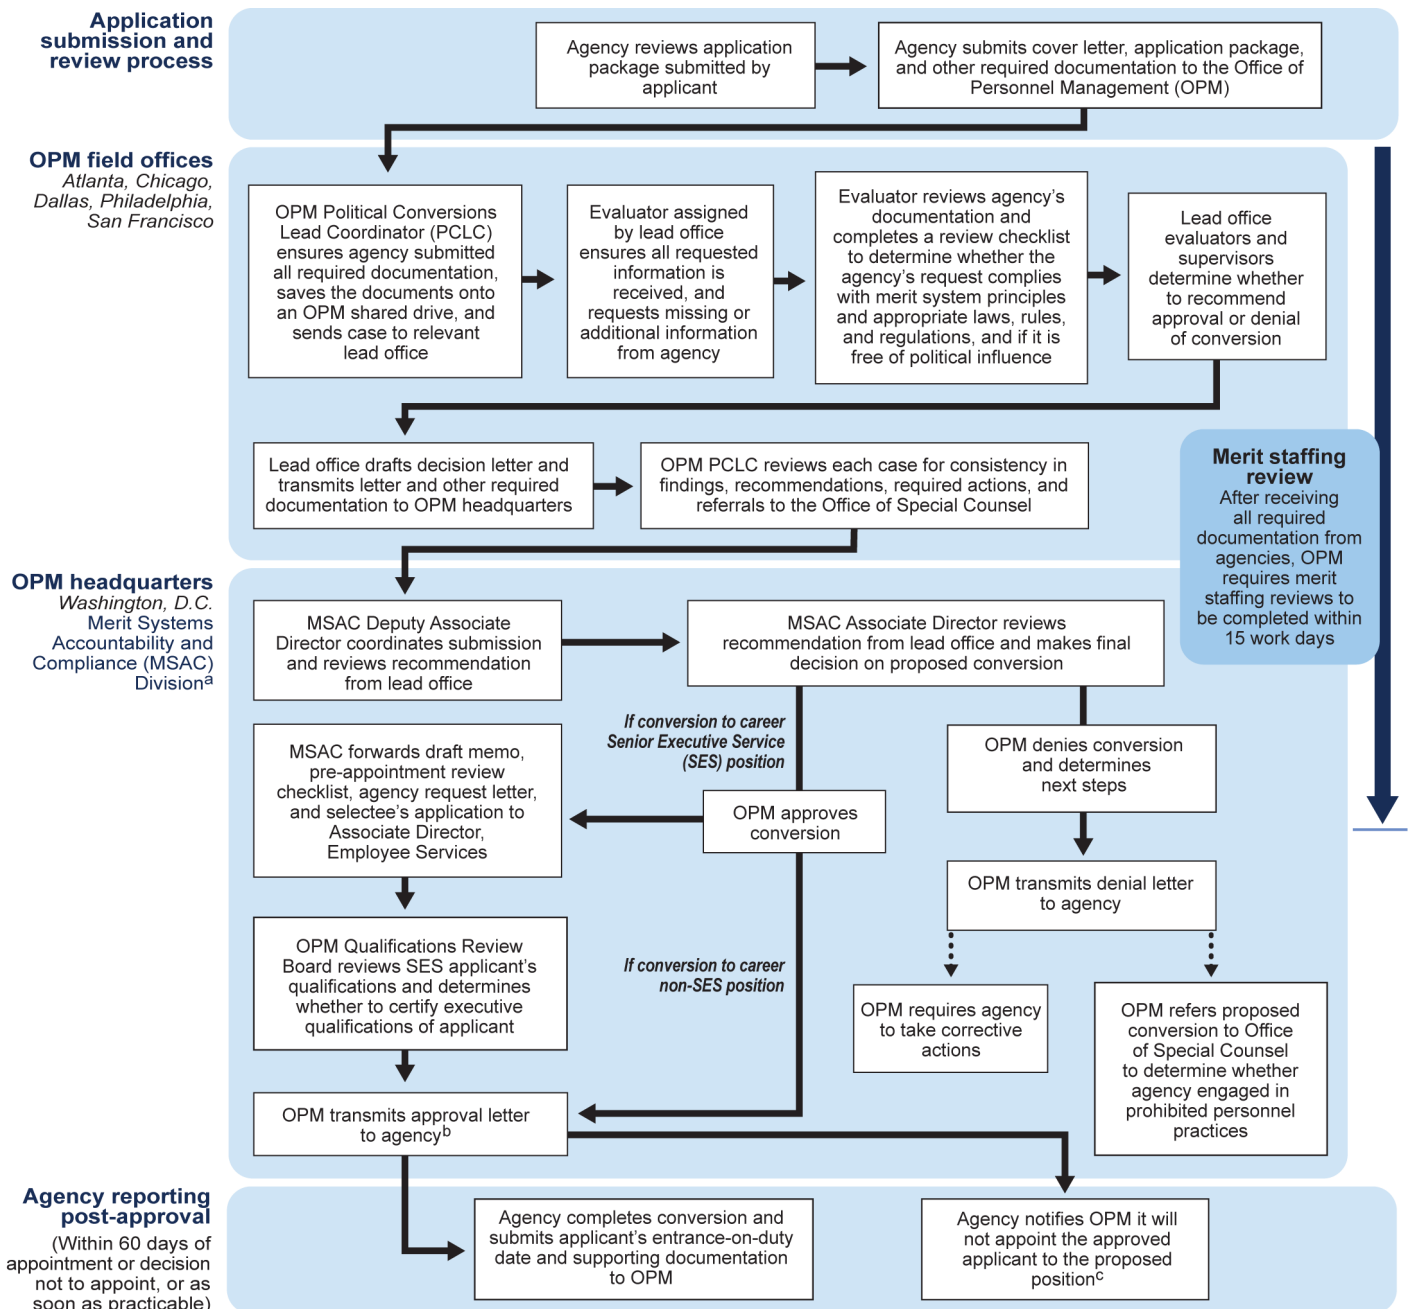 Application
submission and
review process
Agency reviews application
package submitted by
applicant
Agency submits cover letter, application package,
and other required documentation to the Office of
Personnel Management (OPM)
OPM field offices
Atlanta, Chicago,
Dallas, Philadelphia,
San Francisco
OPM Political Conversions
Lead Coordinator (PCLC)
ensures agency submitted
all required documentation,
saves the documents onto
an OPM shared drive, and
sends case to relevant
lead office
Evaluator assigned
by lead office
ensures all requested
information is
received, and
requests missing or
additional information
from agency
Evaluator reviews agency’s
documentation and
completes a review checklist
to determine whether the
agency’s request complies
with merit system principles
and appropriate laws, rules,
and regulations, and if it is
free of political influence
Lead office
evaluators and
supervisors
determine whether
to recommend
approval or denial
of conversion
Lead office drafts decision letter and
transmits letter and other required
documentation to OPM headquarters
OPM PCLC reviews each case for consistency in
findings, recommendations, required actions, and
referrals to the Office of Special Counsel
Merit staffing
review
After receiving
all required
documentation from
agencies, OPM
requires merit
staffing reviews to
be completed within
15 work days
OPM headquarters
Washington, D.C.
Merit Systems
Accountability and
Compliance (MSAC)
Divisionª
MSAC Deputy Associate
Director coordinates submission
and reviews recommendation
from lead office
MSAC Associate Director reviews
recommendation from lead office and makes final
decision on proposed conversion
If conversion to career
Senior Executive Service
(SES) position
MSAC forwards draft memo,
pre-appointment review
checklist, agency request letter,
and selectee’s application to
Associate Director,
Employee Services
OPM approves
conversion
OPM denies conversion
and determines
next steps
OPM transmits denial letter
to agency
OPM Qualifications Review
Board reviews SES applicant’s
qualifications and determines
whether to certify executive
qualifications of applicant
If conversion to career
non-SES position
OPM requires agency
to take corrective
actions
OPM refers proposed
conversion to Office
of Special Counsel
to determine whether
agency engaged in
prohibited personnel
practices
OPM transmits approval letter
to agencyᵇ
Agency reporting
post-approval
(Within 60 days of
appointment or decision
not to appoint, or as
soon as practicable)
Agency completes conversion and
submits applicant’s entrance-on-duty
date and supporting documentation
to OPM
Agency notifies OPM it will
not appoint the approved
applicant to the proposed
positionᶜ